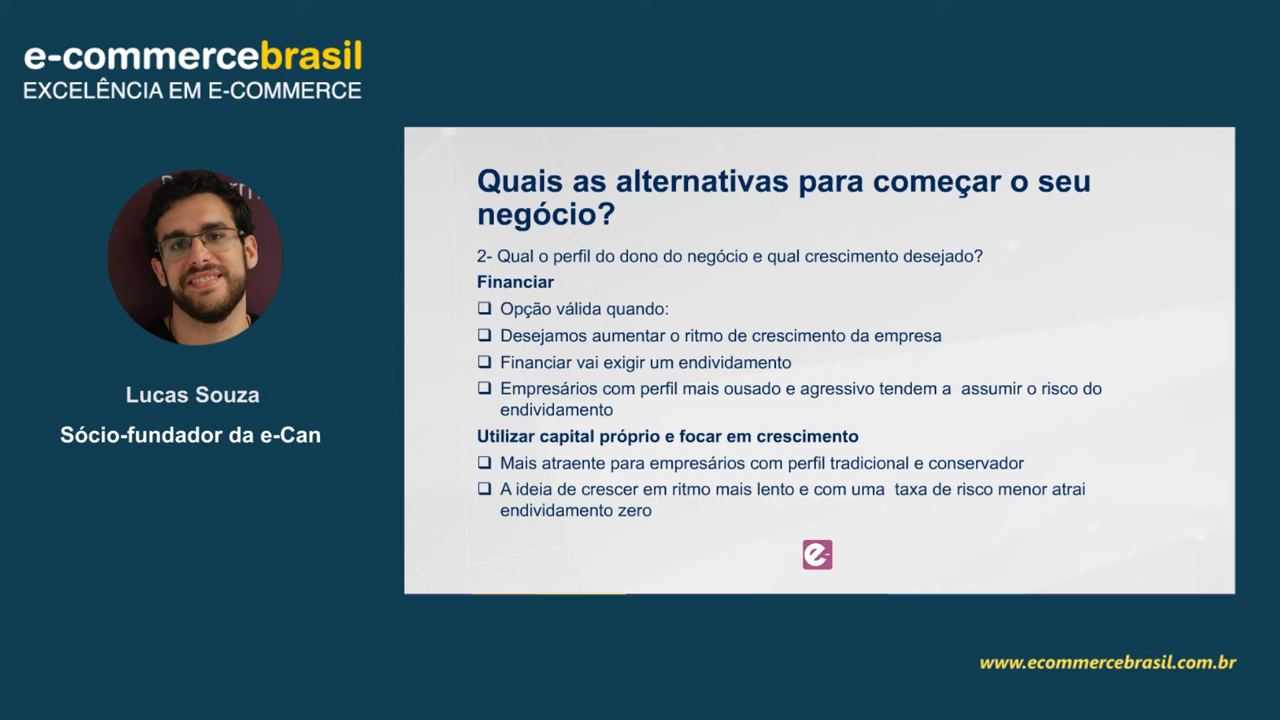 e-commercebrasil
EXCELÊNCIA EM E-COMMERCE
Lucas Souza
Sócio-fundador da e-Can
Quais as alternativas para começar o seu
negócio?
2- Qual o perfil do dono do negócio e qual crescimento desejado?
Financiar
❑ Opção válida quando:
❑ Desejamos aumentar o ritmo de crescimento da empresa
❑ Financiar vai exigir um endividamento
❑ Empresários com perfil mais ousado e agressivo tendem a  assumir o risco do
endividamento
Utilizar capital próprio e focar em crescimento
❑ Mais atraente para empresários com perfil tradicional e conservador
❑ A ideia de crescer em ritmo mais lento e com uma  taxa de risco menor atrai
endividamento zero
e-
www.ecommercebrasil.com.br